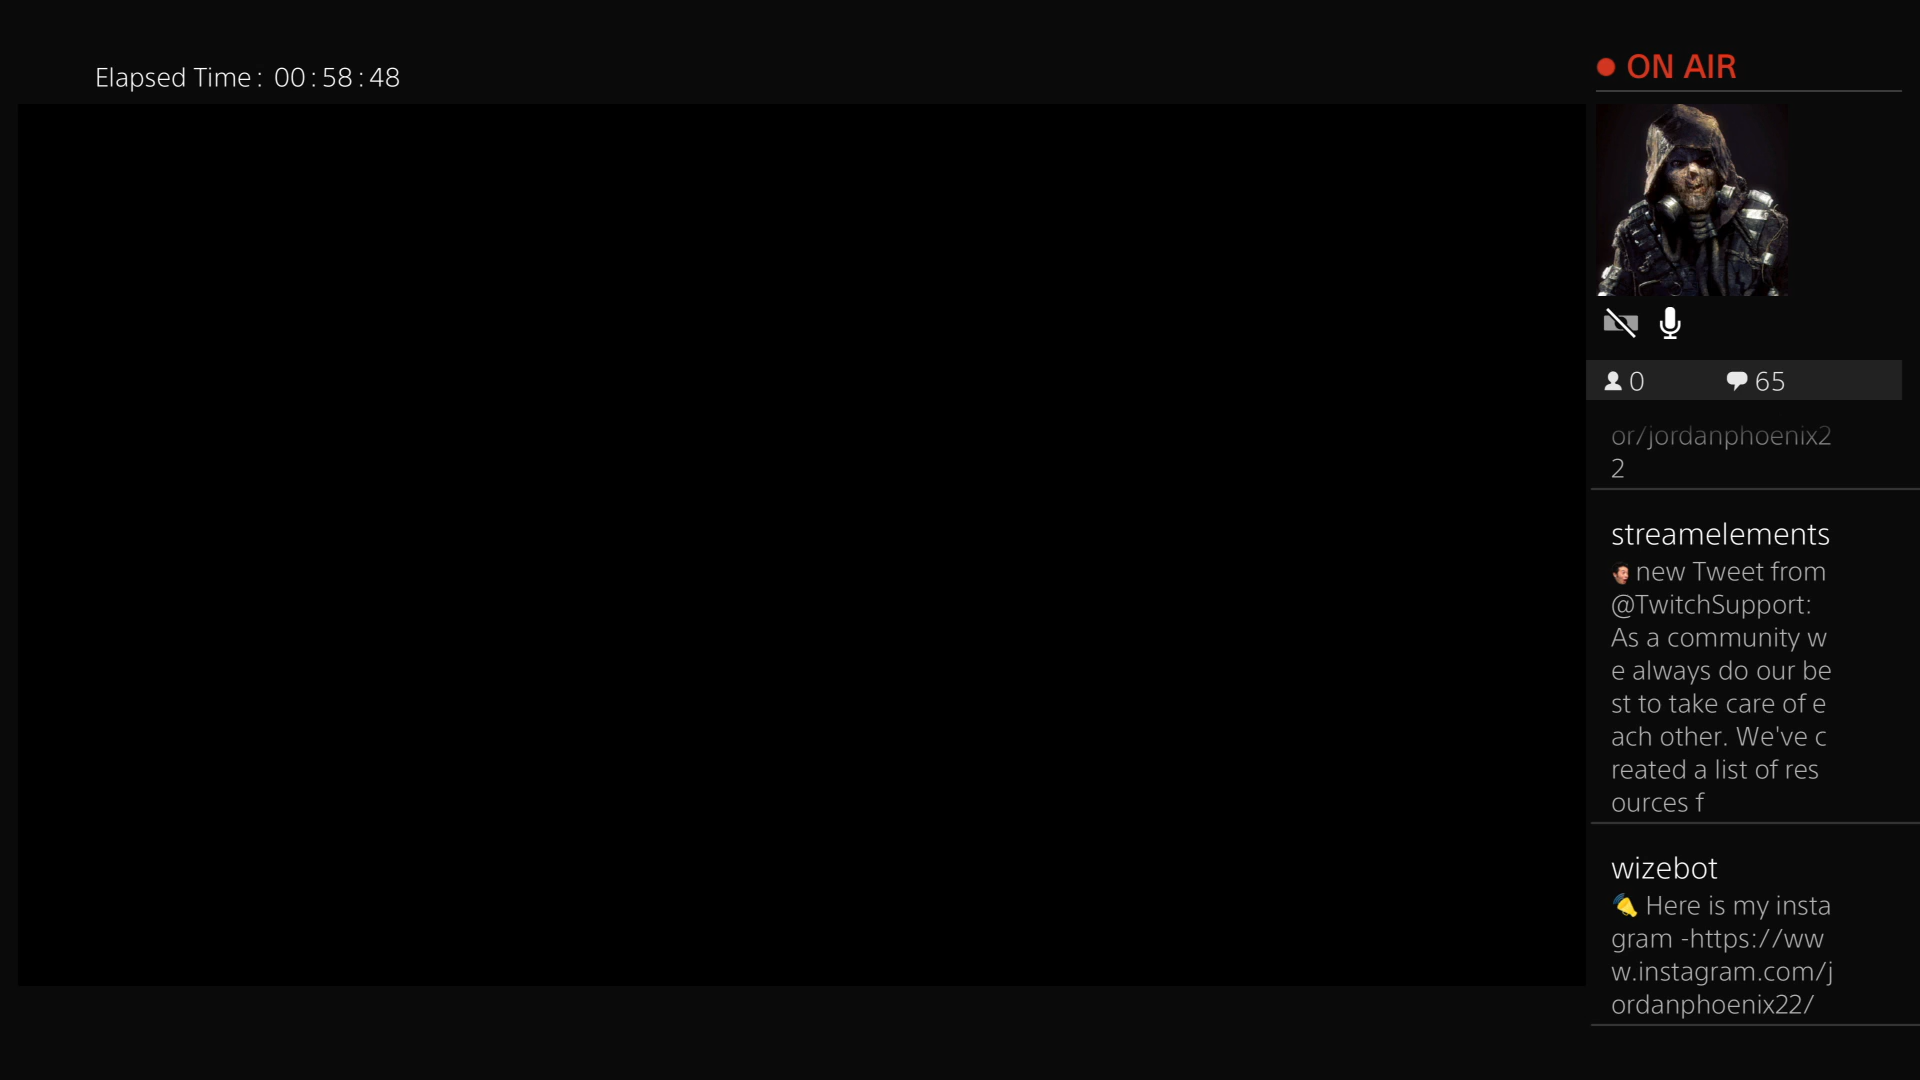 Elapsed Time: 00:58:48
ON AIR
0 65
or/jordanphoenix2
2
streamelements
new Tweet from
@TwitchSupport:
As a community w
e always do our be
st to take care of e
ach other. We've c
reated a list of res
ources f
wizebot
Here is my insta
gram -https://ww
w.instagram.com/j
ordanphoenix22/